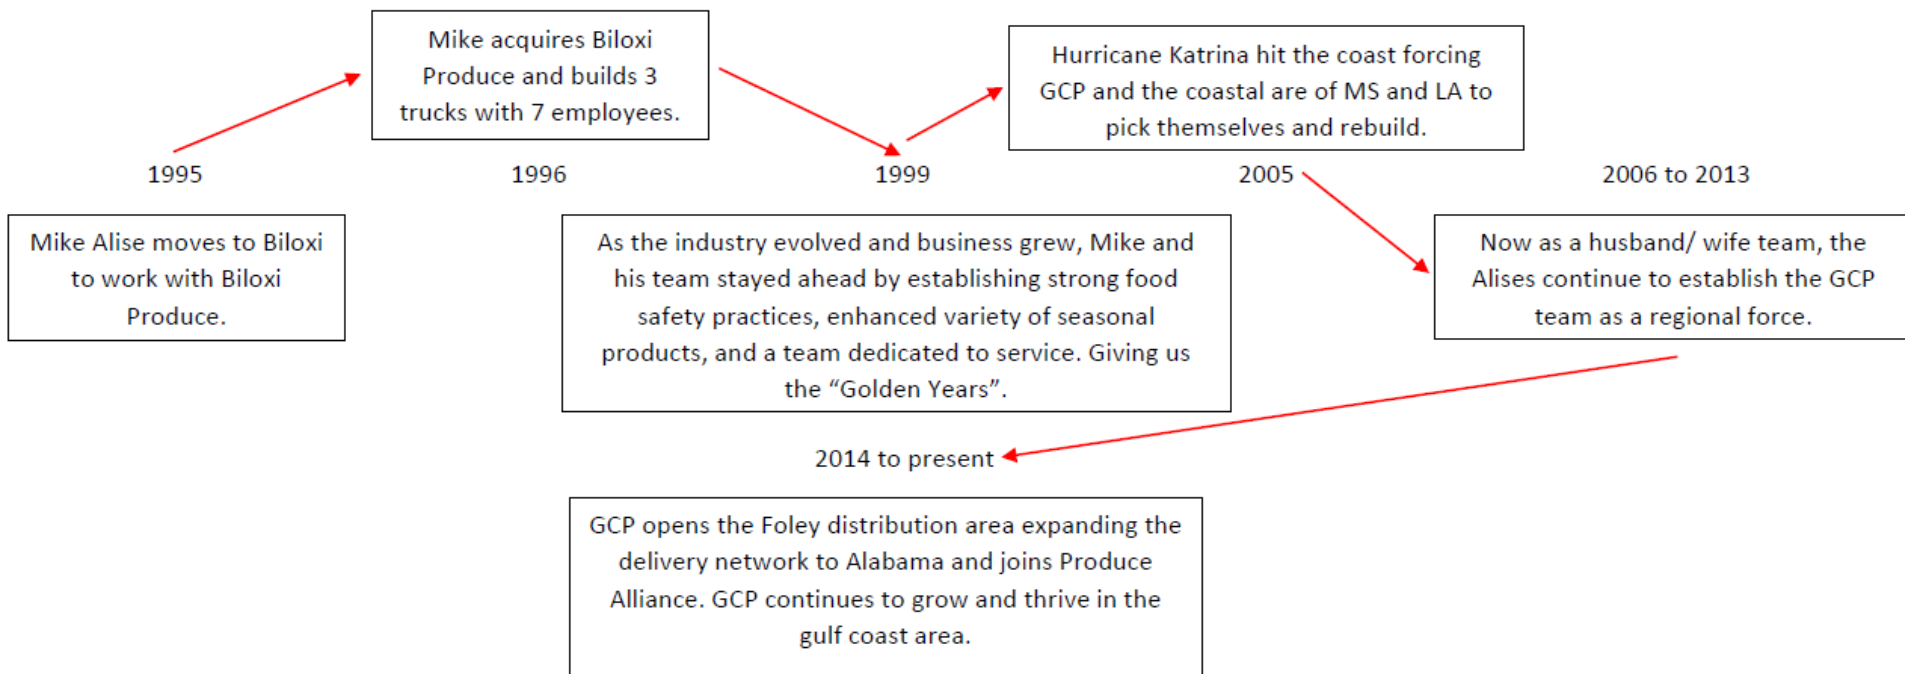 Mike acquires Biloxi
Produce and builds 3
trucks with 7 employees.
Hurricane Katrina hit the coast forcing
GCP and the coastal are of MS and LA to
pick themselves and rebuild.
1995
1996
1999
2005
2006 to 2013
Mike Alise moves to Biloxi
to work with Biloxi
Produce.
As the industry evolved and business grew, Mike and
his team stayed ahead by establishing strong food
safety practices, enhanced variety of seasonal
products, and a team dedicated to service. Giving us
the “Golden Years”.
Now as a husband/ wife team, the
Alises continue to establish the GCP
team as a regional force.
2014 to present
GCP opens the Foley distribution area expanding the
delivery network to Alabama and joins Produce
Alliance. GCP continues to grow and thrive in the
gulf coast area.